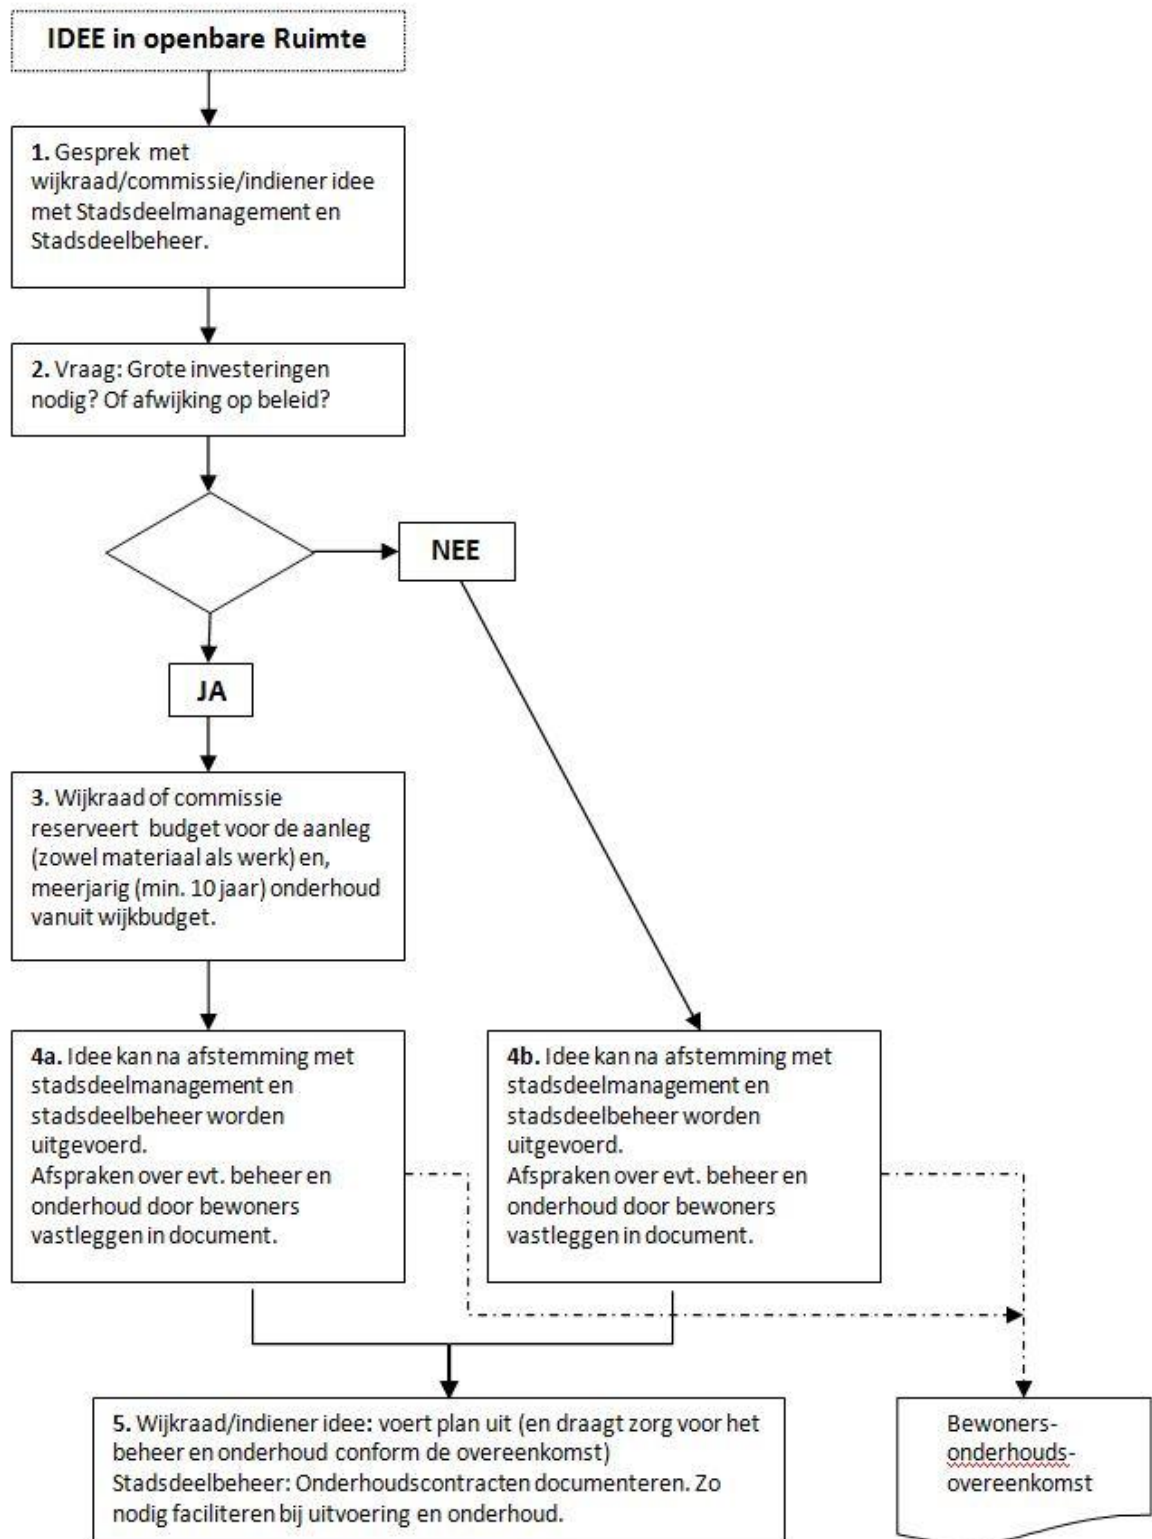 IDEE in openbare Ruimte
1. Gesprek met
wijkraad/commissie/indiener idee
met Stadsdeelmanagement en
Stadsdeelbeheer.
2. Vraag: Grote investeringen
nodig? Of afwijking op beleid?
NEE
JA
3. Wijkraad of commissie
reserveert budget voor de aanleg
(zowel materiaal als werk) en,
meerjarig (min. 10 jaar) onderhoud
vanuit wijkbudget.
4a. Idee kan na afstemming met
stadsdeelmanagement en
stadsdeelbeheer worden
uitgevoerd.
Afspraken over evt. beheer en
onderhoud door bewoners
vastleggen in document.
4b. Idee kan na afstemming met
stadsdeelmanagement en
stadsdeelbeheer worden
uitgevoerd.
Afspraken over evt. beheer en
onderhoud door bewoners
vastleggen in document.
5. Wijkraad/indiener idee: voert plan uit (en draagt zorg voor het
beheer en onderhoud conform de overeenkomst)
Stadsdeelbeheer: Onderhoudscontracten documenteren. Zo
nodig faciliteren bij uitvoering en onderhoud.
Bewoners-
onderhouds-
overeenkomst